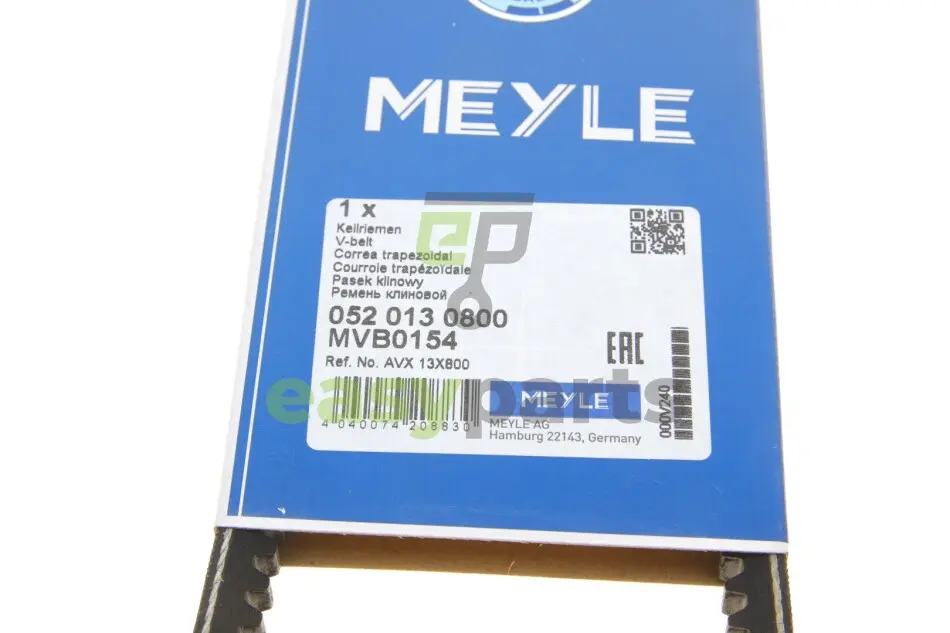 MEYLE
1 x
Keilriemen
V-belt
Correa trapezoidal
Courroie trapézoïdale
Pasek klinowy
Ремень клиновой
052 013 0800
MVB0154
Ref. No. AVX 13X800
EAC
4 040074 208830
MEYLE
MEYLE AG
Hamburg 22143, Germany
000V240
ep
easyparts